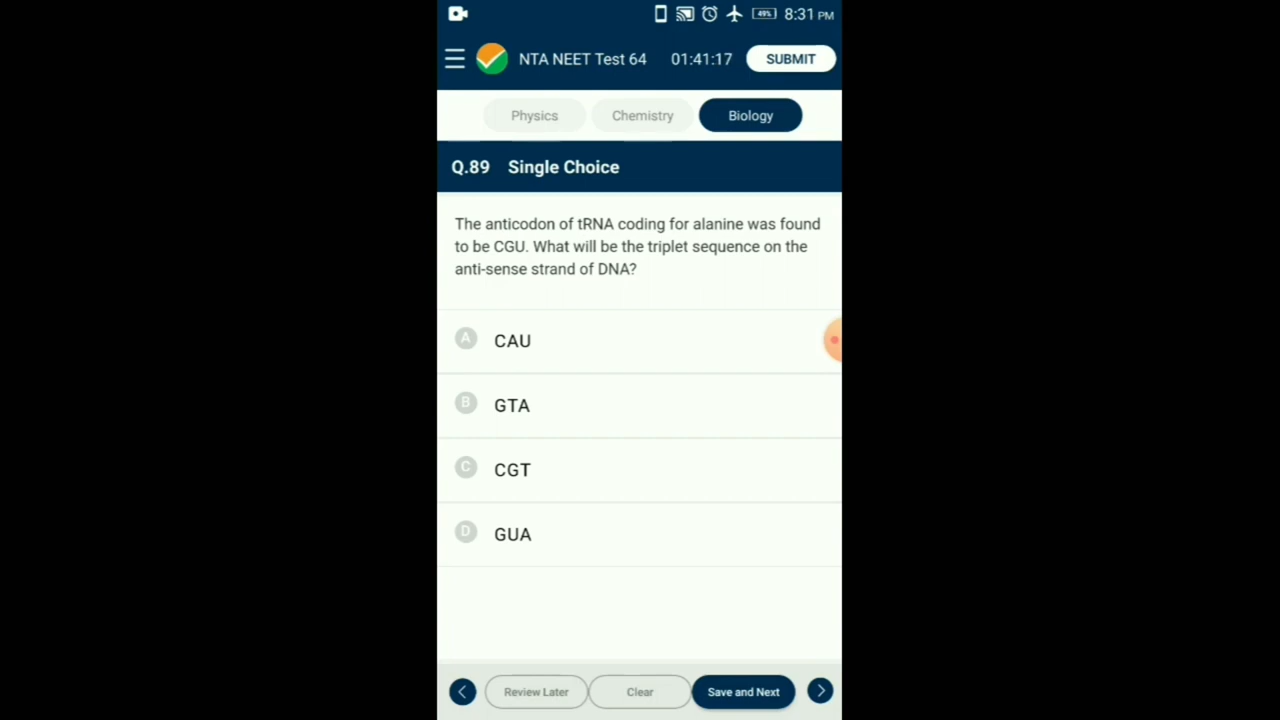 49% 8:31 PM
NTA NEET Test 64 01:41:17 SUBMIT
Physics Chemistry Biology
Q.89 Single Choice
The anticodon of tRNA coding for alanine was found
to be CGU. What will be the triplet sequence on the
anti-sense strand of DNA?
A CAU
B GTA
C CGT
D GUA
Review Later Clear Save and Next